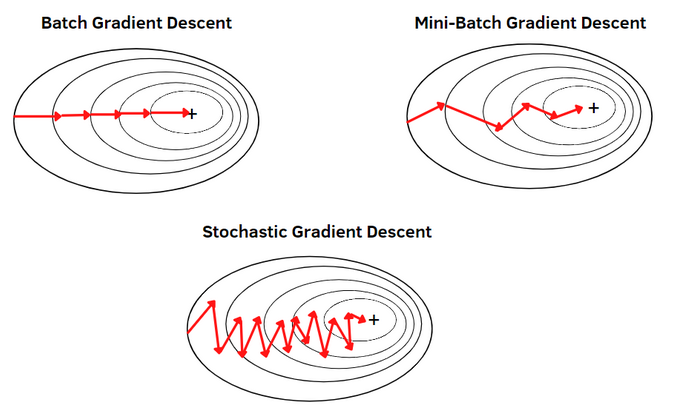 Batch Gradient Descent
Mini-Batch Gradient Descent
Stochastic Gradient Descent